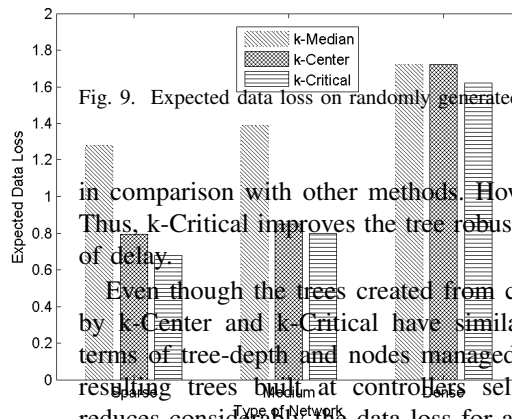 2
1.8
1.6
1.4
1.2
1
0.8
0.6
0.4
0.2
0
Expected Data Loss
k-Median
k-Center
k-Critical
Sparse
Medium
Dense
Type of Network
Fig. 9. Expected data loss on randomly generated
in comparison with other methods. How
Thus, k-Critical improves the tree robus
of delay.
Even though the trees created from c
by k-Center and k-Critical have simila
terms of tree-depth and nodes managed
resulting trees built at controllers sel
reduces considerably the data loss for a